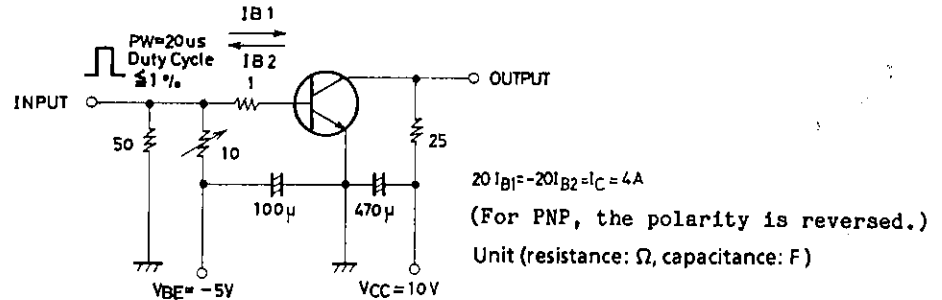 IB1
PW=20us
IB2
Duty Cycle
≦1%
1
OUTPUT
INPUT
50
10
25
100μ
470μ
20IB1=-20IB2=IC=4A
(For PNP, the polarity is reversed.)
Unit (resistance: Ω, capacitance: F)
VBE=-5V
VCC=10V